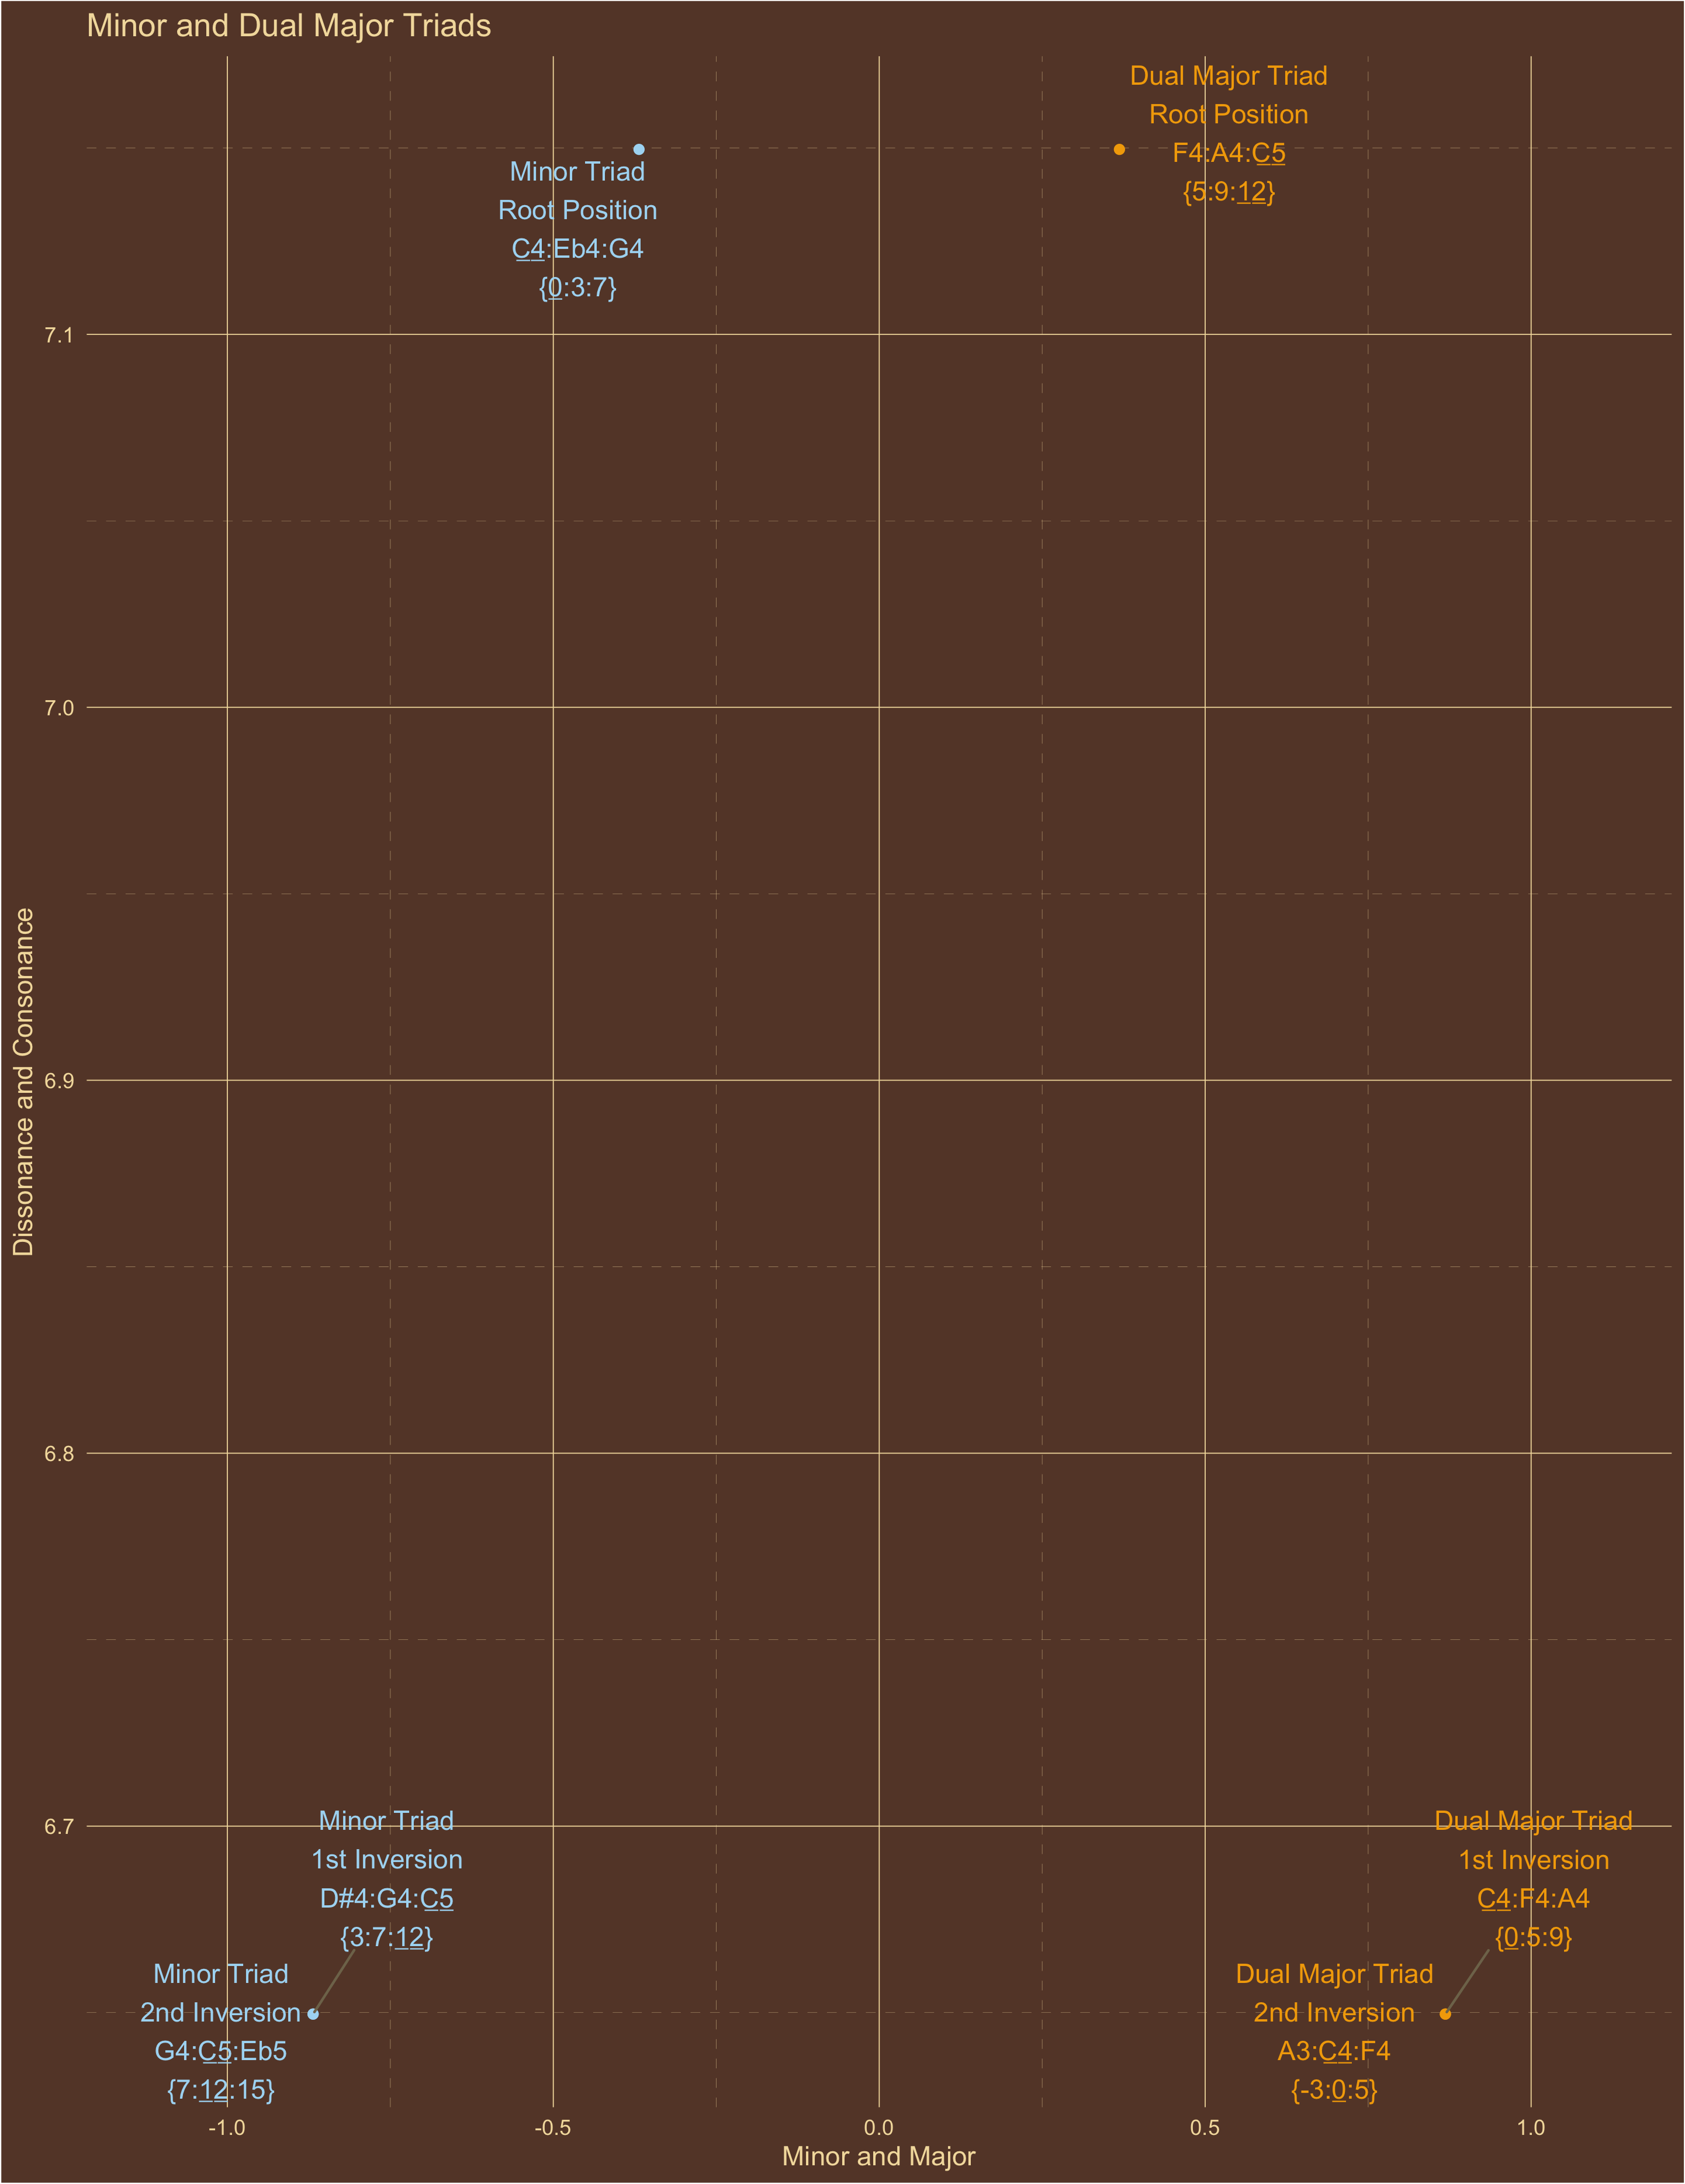 Minor and Dual Major Triads
Dual Major Triad
Root Position
F4:A4:C5
{5:9:12}
Minor Triad
Root Position
C4:Eb4:G4
{0:3:7}
7.1
7.0
6.9
6.8
6.7
Dissonance and Consonance
Minor Triad
1st Inversion
D#4:G4:C5
{3:7:12}
Dual Major Triad
1st Inversion
C4:F4:A4
{0:5:9}
Minor Triad
2nd Inversion
G4:C5:Eb5
{7:12:15}
Dual Major Triad
2nd Inversion
A3:C4:F4
{-3:0:5}
-1.0
-0.5
0.0
0.5
1.0
Minor and Major